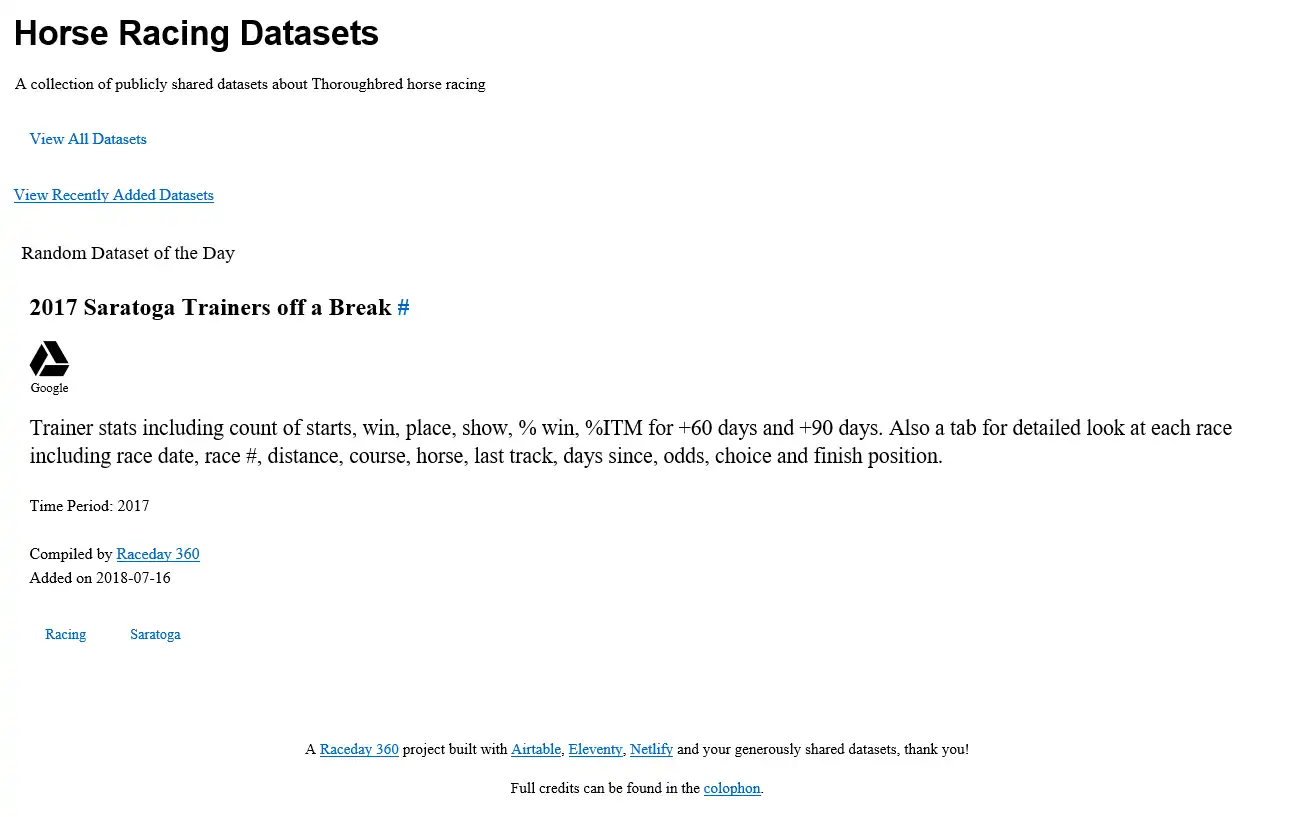 Horse Racing Datasets
A collection of publicly shared datasets about Thoroughbred horse racing
View All Datasets
View Recently Added Datasets
Random Dataset of the Day
2017 Saratoga Trainers off a Break #
Google
Trainer stats including count of starts, win, place, show, % win, %ITM for +60 days and +90 days. Also a tab for detailed look at each race
including race date, race #, distance, course, horse, last track, days since, odds, choice and finish position.
Time Period: 2017
Compiled by Raceday 360
Added on 2018-07-16
Racing Saratoga
A Raceday 360 project built with Airtable, Eleventy, Netlify and your generously shared datasets, thank you!
Full credits can be found in the colophon.